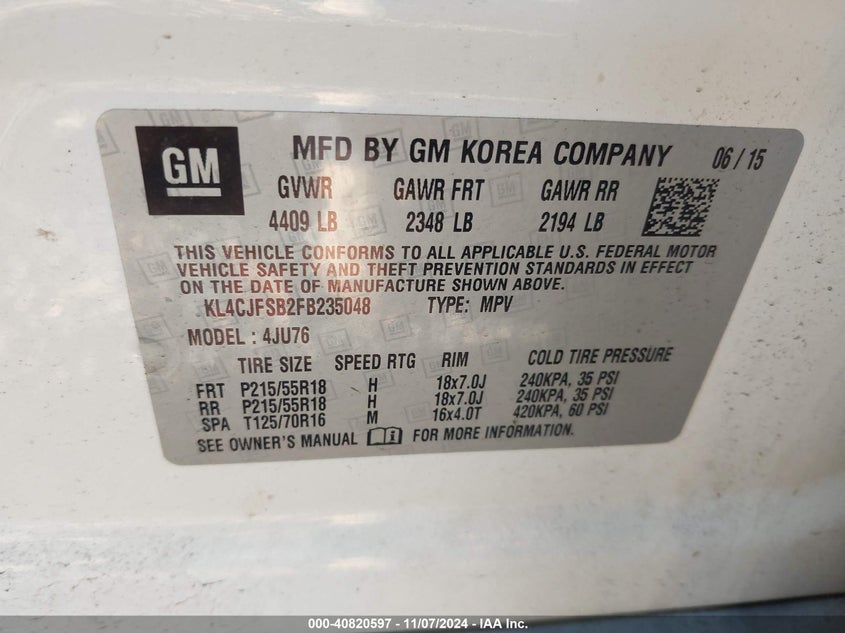 GM
MFD BY GM KOREA COMPANY 06 / 15
GVWR GAWR FRT GAWR RR
4409 LB 2348 LB 2194 LB
THIS VEHICLE CONFORMS TO ALL APPLICABLE U.S. FEDERAL MOTOR
VEHICLE SAFETY AND THEFT PREVENTION STANDARDS IN EFFECT
ON THE DATE OF MANUFACTURE SHOWN ABOVE.
KL4CJFSB2FB235048 TYPE: MPV
MODEL : 4JU76
TIRE SIZE SPEED RTG RIM COLD TIRE PRESSURE
FRT P215/55R18 H 18x7.0J 240KPA, 35 PSI
RR P215/55R18 H 18x7.0J 240KPA, 35 PSI
SPA T125/70R16 M 16x4.0T 420KPA, 60 PSI
SEE OWNER'S MANUAL FOR MORE INFORMATION.
000-40820597 - 11/07/2024 - IAA Inc.